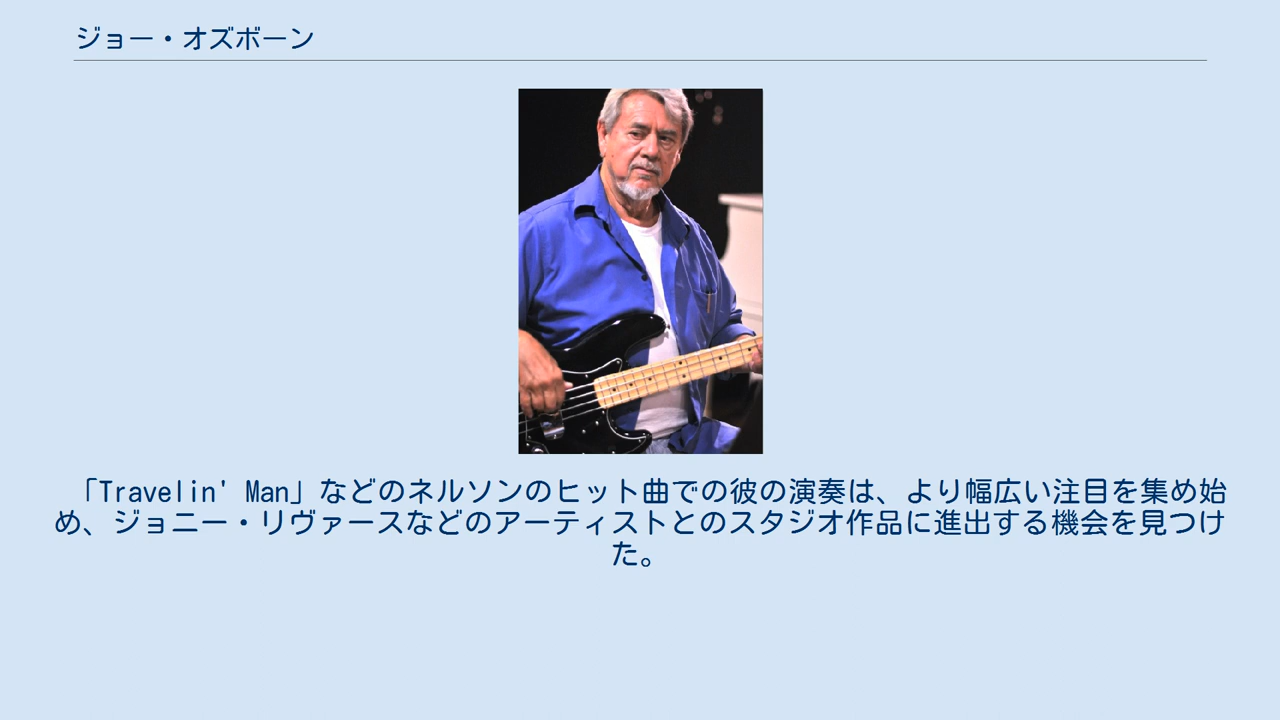 ジョー・オズボーン
「Travelin' Man」などのネルソンのヒット曲での彼の演奏は、より幅広い注目を集め始
め、ジョニー・リヴァースなどのアーティストとのスタジオ作品に進出する機会を見つけ
た。